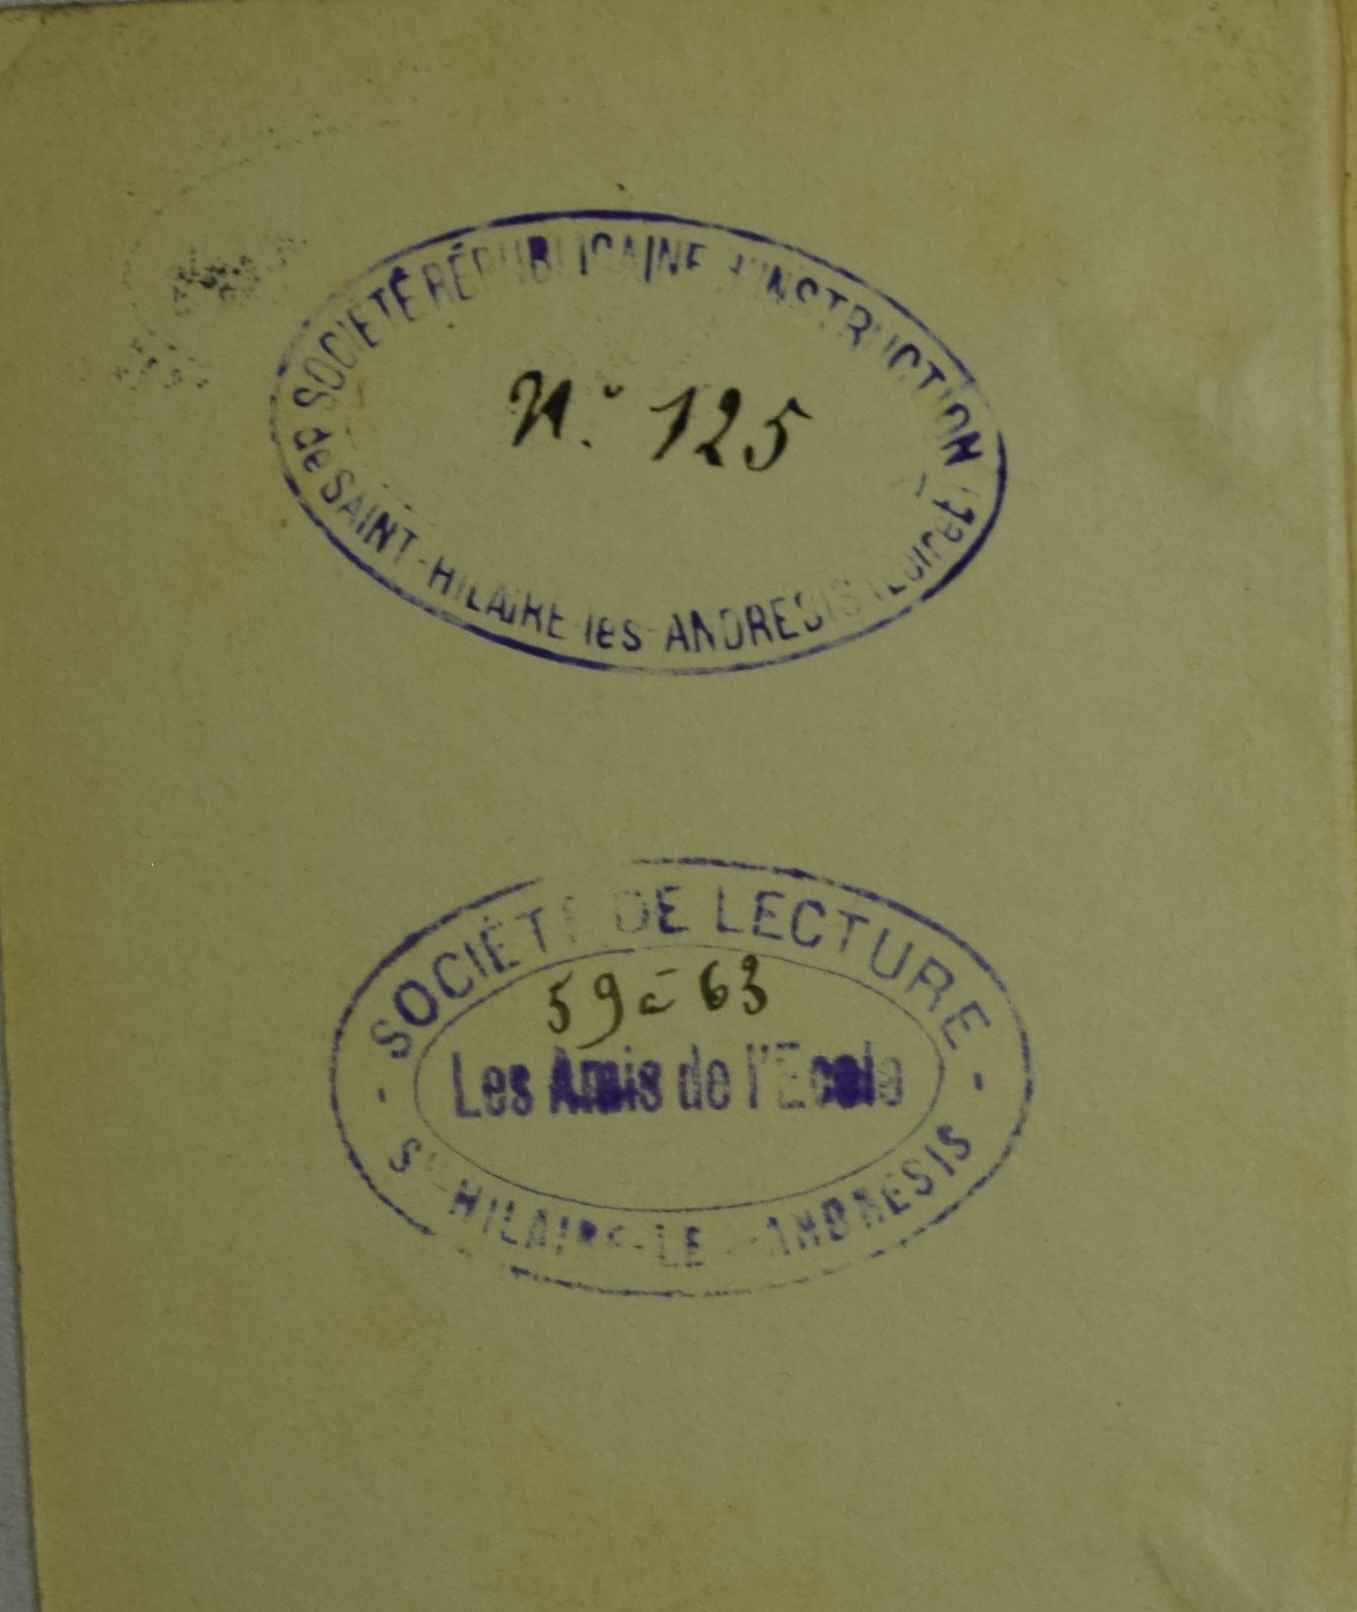 SOCIÉTÉ RÉPUBLICAINE d'INSTRUCTION
N.° 125
de SAINT-HILAIRE-les-ANDRESIS (Loiret)
SOCIÉTÉ DE LECTURE
59 à 63
Les Amis de l'Ecole
ST-HILAIRE-LES-ANDRESIS